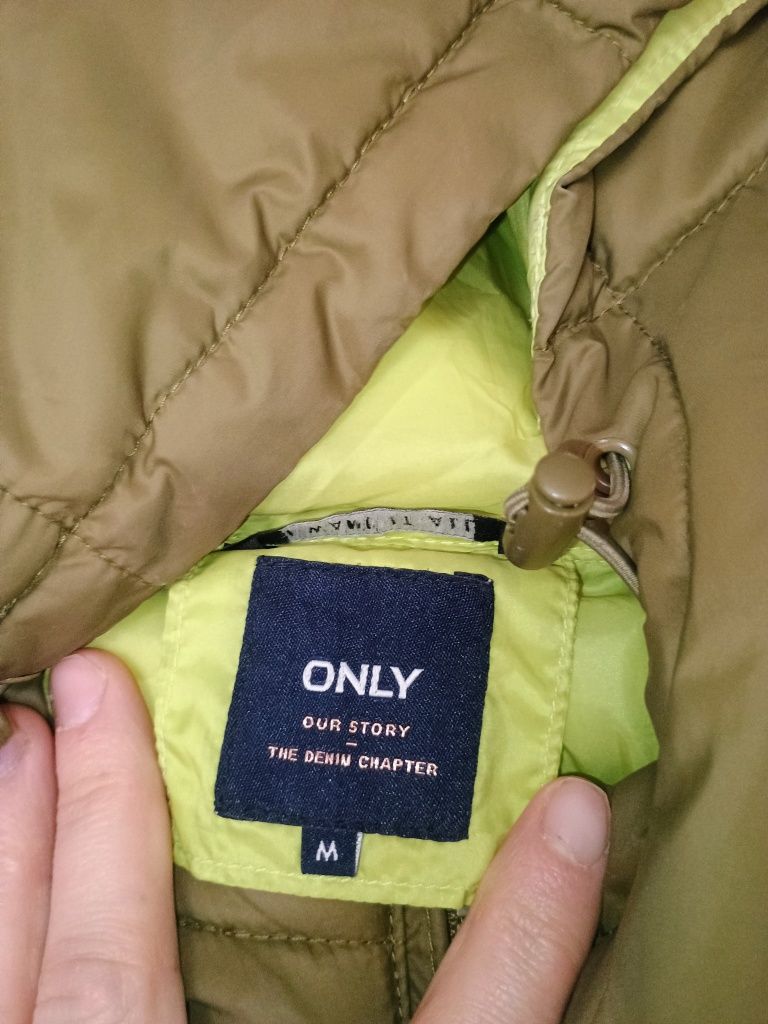 ONLY
OUR STORY
–
THE DENIM CHAPTER
M